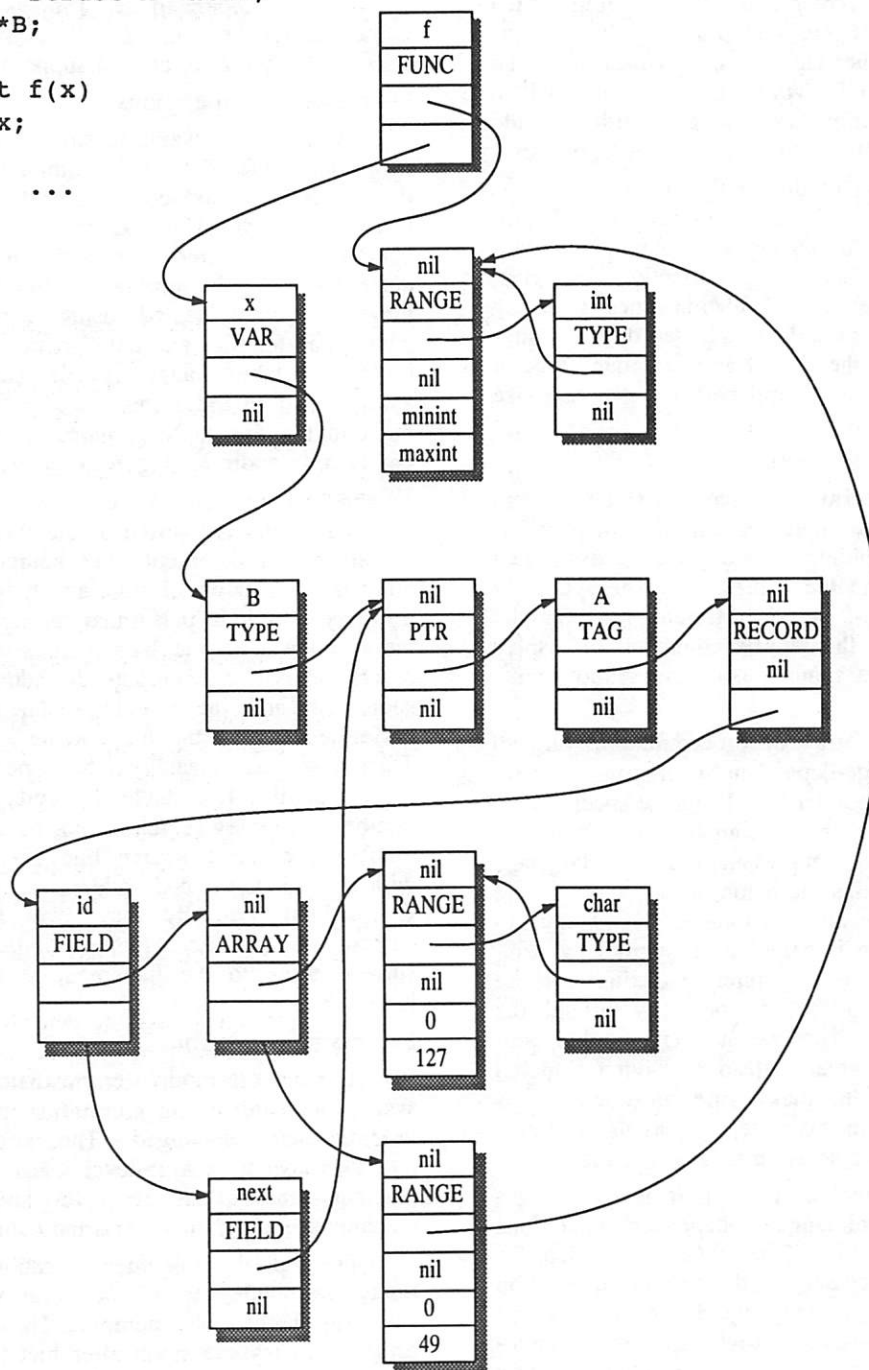 *B;
f(x)
x;
...
f
FUNC
x
VAR
nil
nil
RANGE
nil
minint
maxint
int
TYPE
nil
B
TYPE
nil
nil
PTR
nil
A
TAG
nil
nil
RECORD
nil
id
FIELD
nil
ARRAY
nil
RANGE
nil
0
127
char
TYPE
nil
next
FIELD
nil
nil
RANGE
nil
0
49